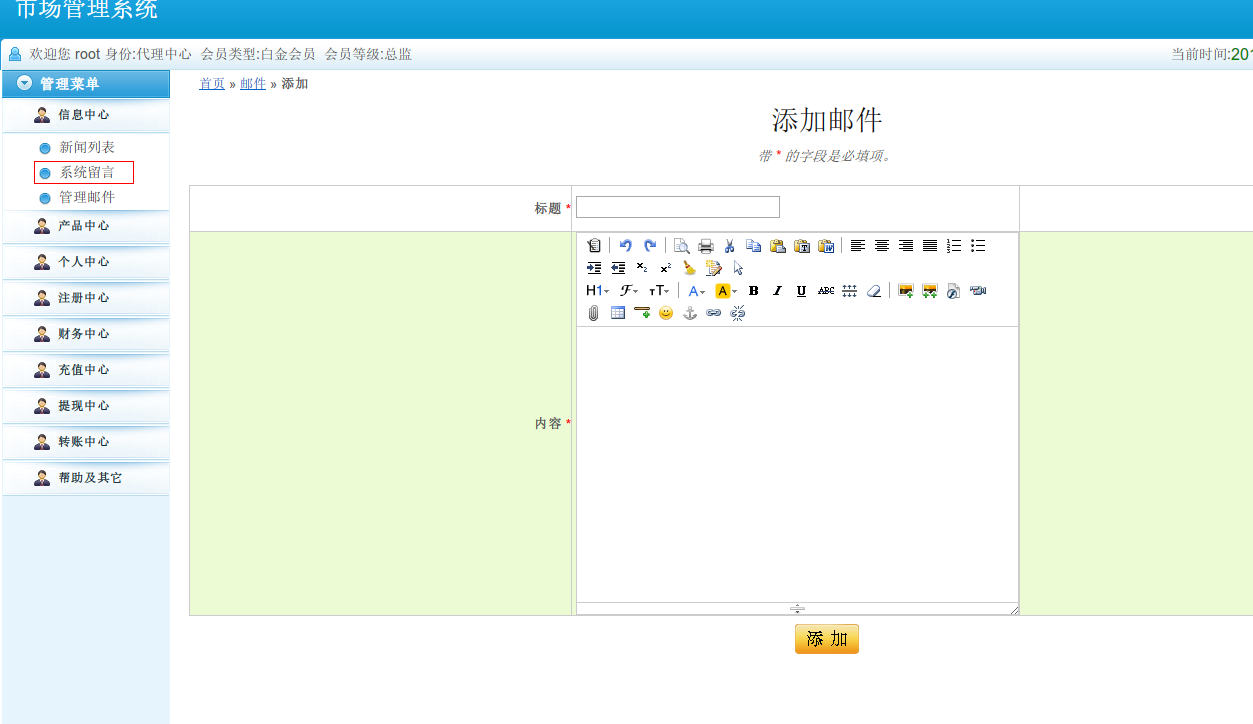 市场管理系统
欢迎您 root 身份:代理中心 会员类型:白金会员 会员等级:总监
当前时间:201
管理菜单
首页 » 邮件 » 添加
信息中心
新闻列表
系统留言
管理邮件
产品中心
个人中心
注册中心
财务中心
充值中心
提现中心
转账中心
帮助及其它
添加邮件
带 * 的字段是必填项。
标题 *
H1
F
тT
A
A
B
I
U
ABC
内容 *
添 加